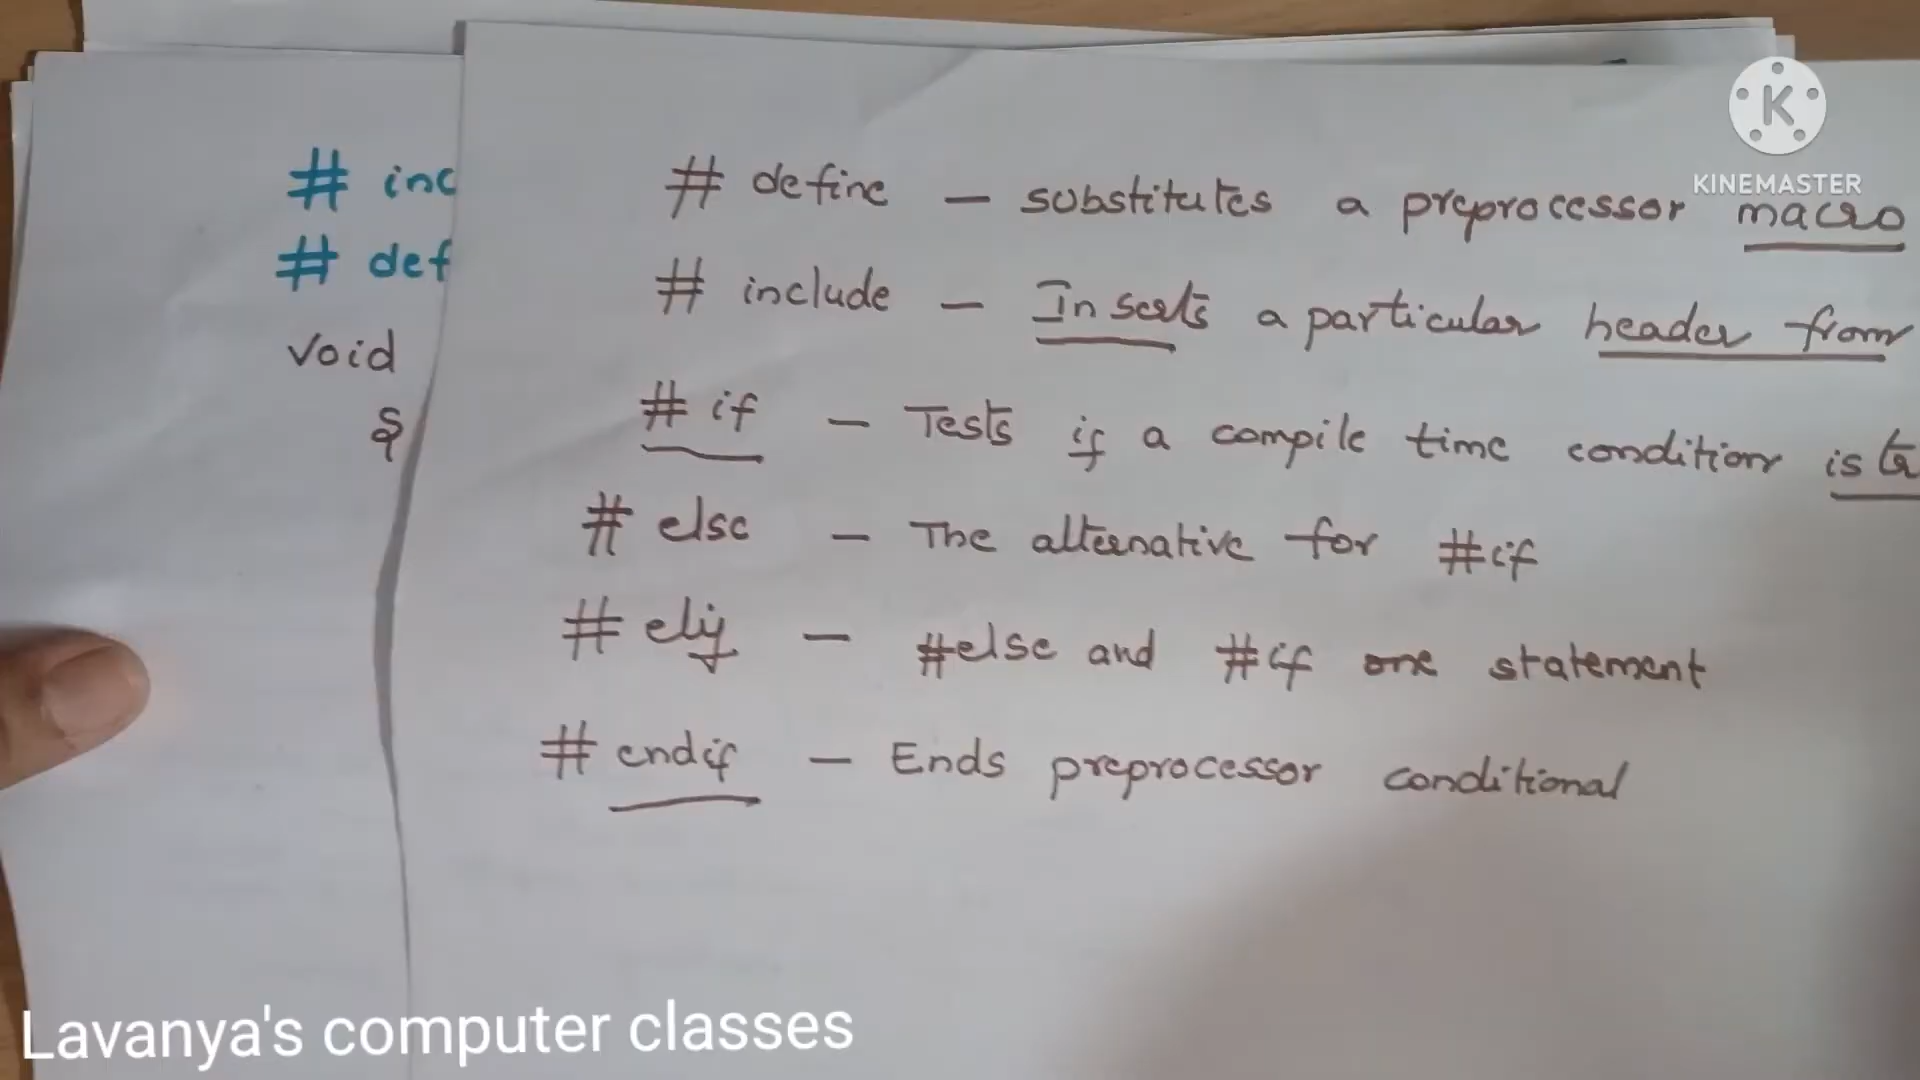 # inc
# def
void
# define – substitutes a preprocessor macro
# include – Inserts a particular header from
# if – Tests if a compile time condition is tr
# else – The alternative for #if
# elif – #else and #if one statement
# endif – Ends preprocessor conditional
KINEMASTER
Lavanya's computer classes